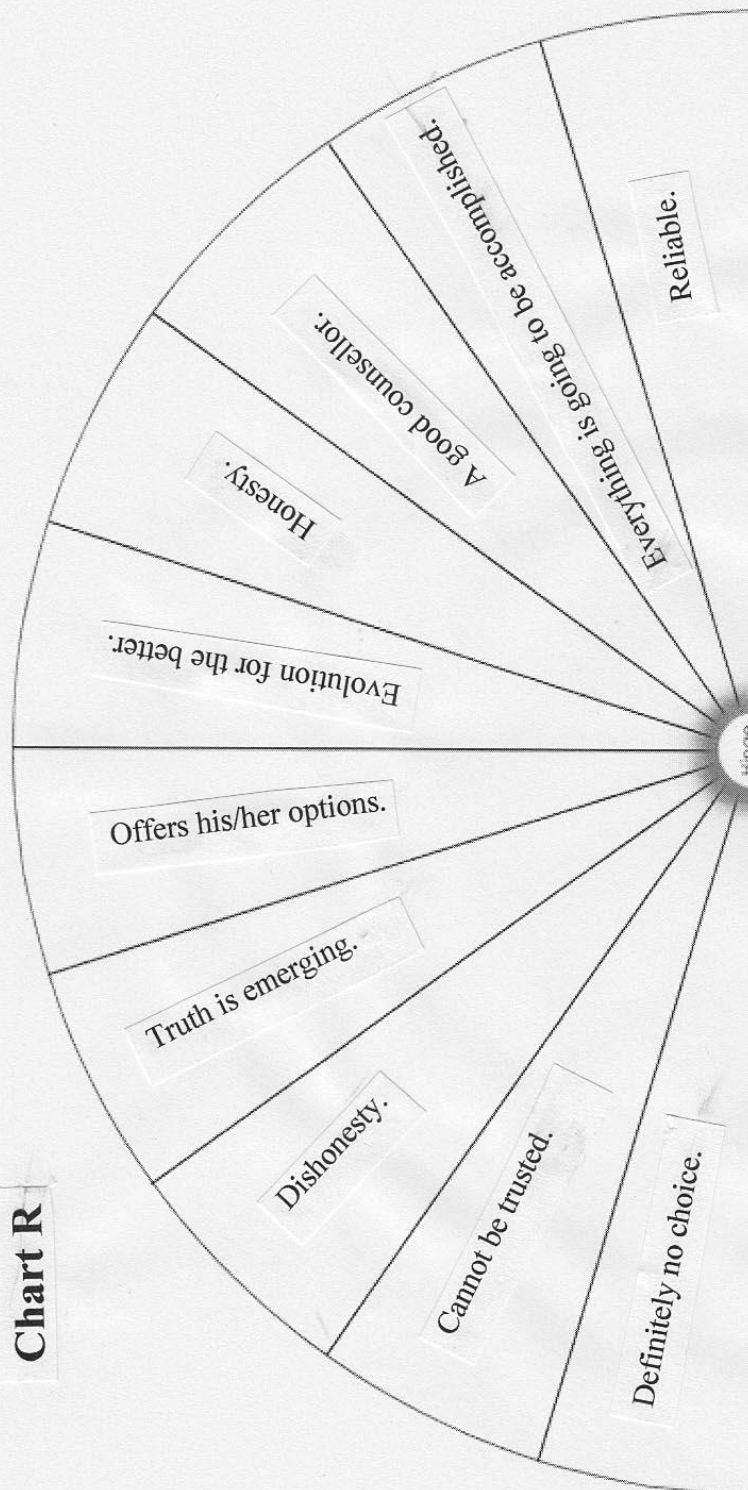 Chart R
Definitely no choice.
Cannot be trusted.
Dishonesty.
Truth is emerging.
Offers his/her options.
Evolution for the better.
Honesty.
A good counsellor.
Everything is going to be accomplished.
Reliable.